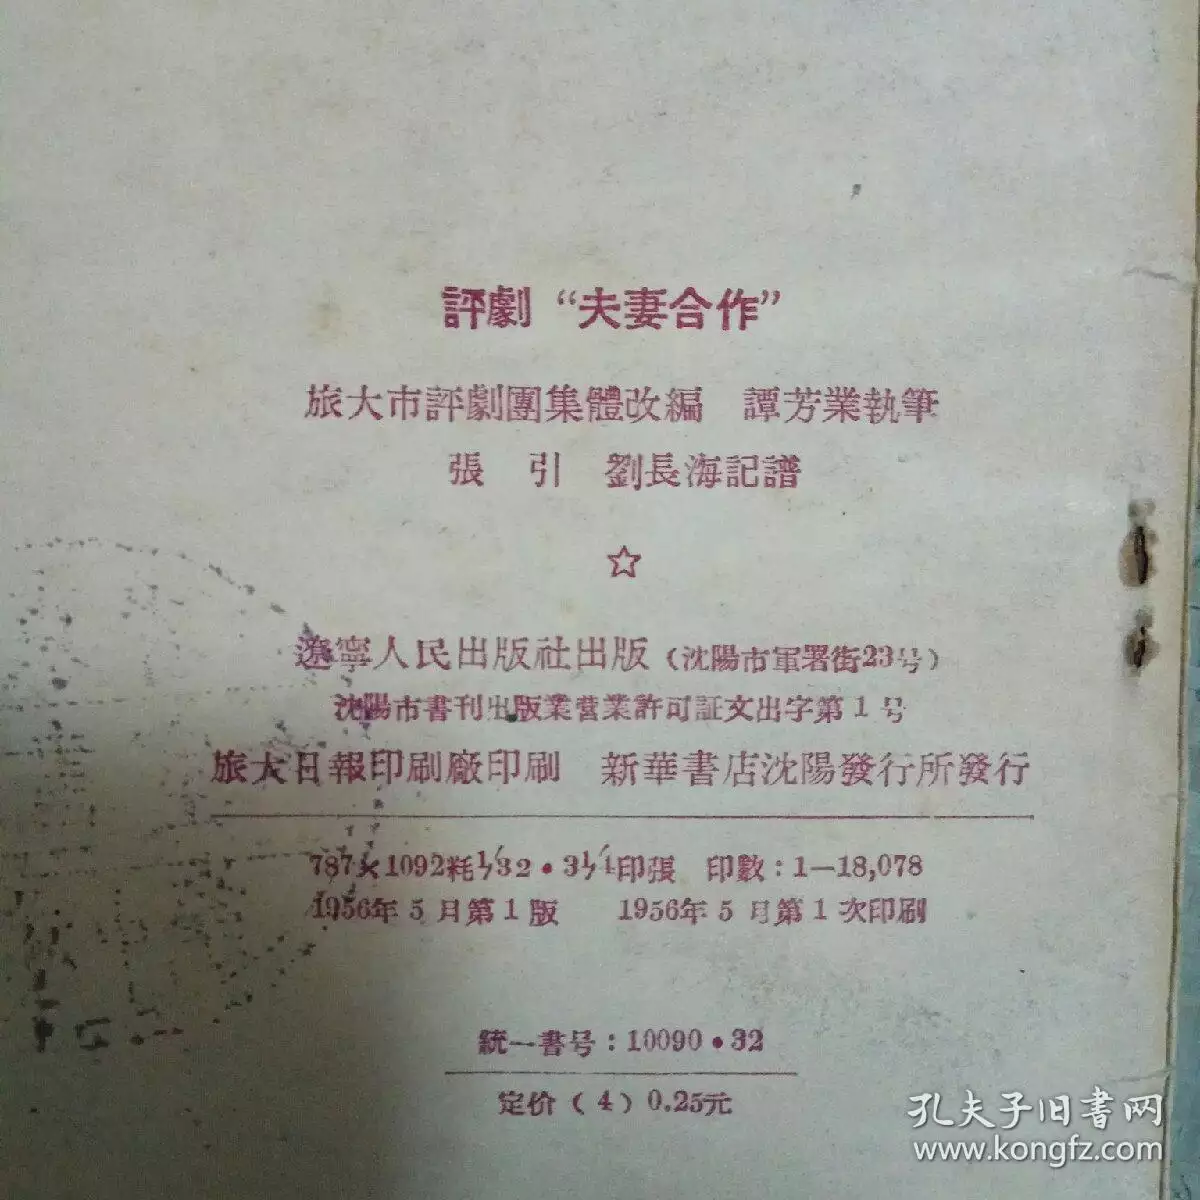 評劇 “夫妻合作”
旅大市評劇團集體改編 譚芳業執筆
張 引 劉長海記譜
☆
遼寧人民出版社出版（沈陽市軍署街23号）
沈陽市書刊出版業营業許可証文出字第1号
旅大日報印刷廠印刷 新華書店沈陽發行所發行
787×1092粍1/32•3 1/4印張 印數：1—18,078
1956年5月第1版 1956年5月第1次印刷
統一書号：10090•32
定价（4）0.25元
孔夫子旧書网
www.kongfz.com